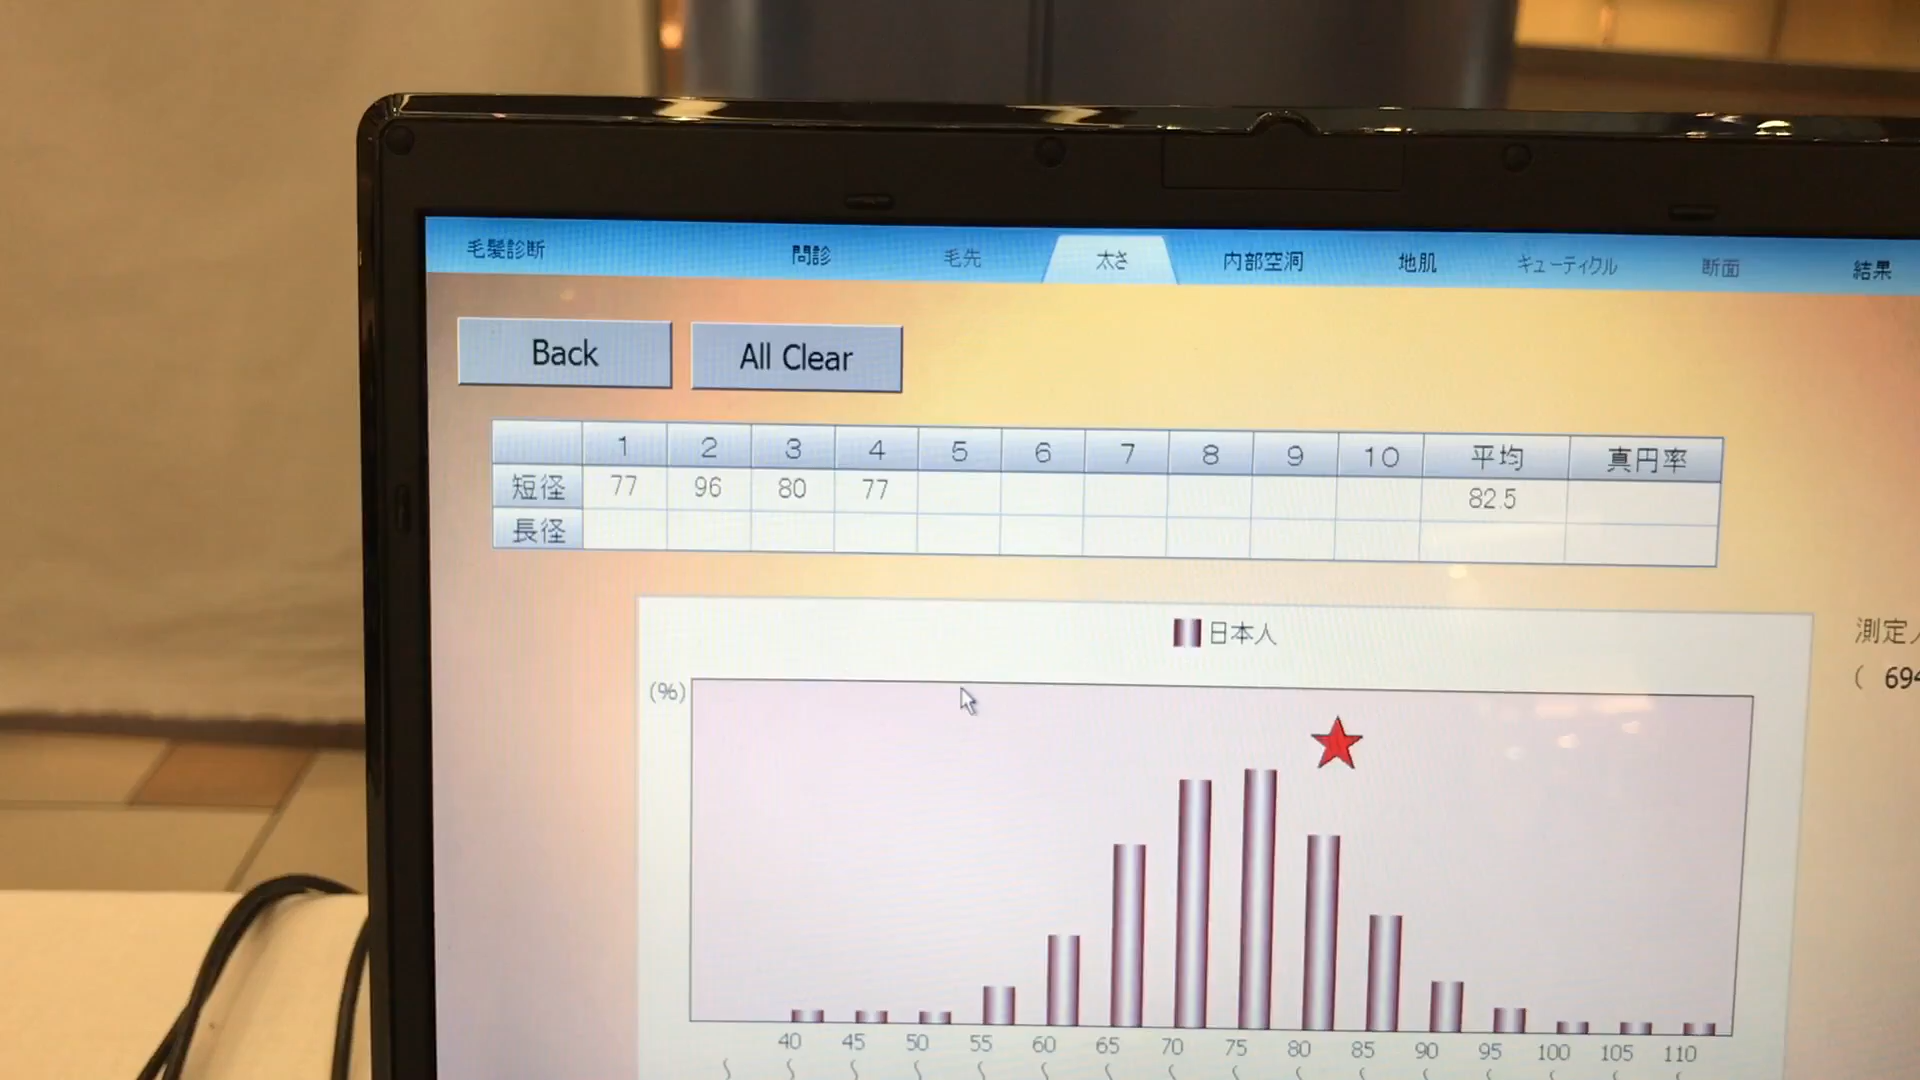 毛髪診断 問診 毛先 太さ 内部空洞 地肌 キューティクル 断面 結果
Back All Clear
1 2 3 4 5 6 7 8 9 10 平均 真円率
短径 77 96 80 77 82.5
長径
日本人
測定
( 694
(%)
40 45 50 55 60 65 70 75 80 85 90 95 100 105 110